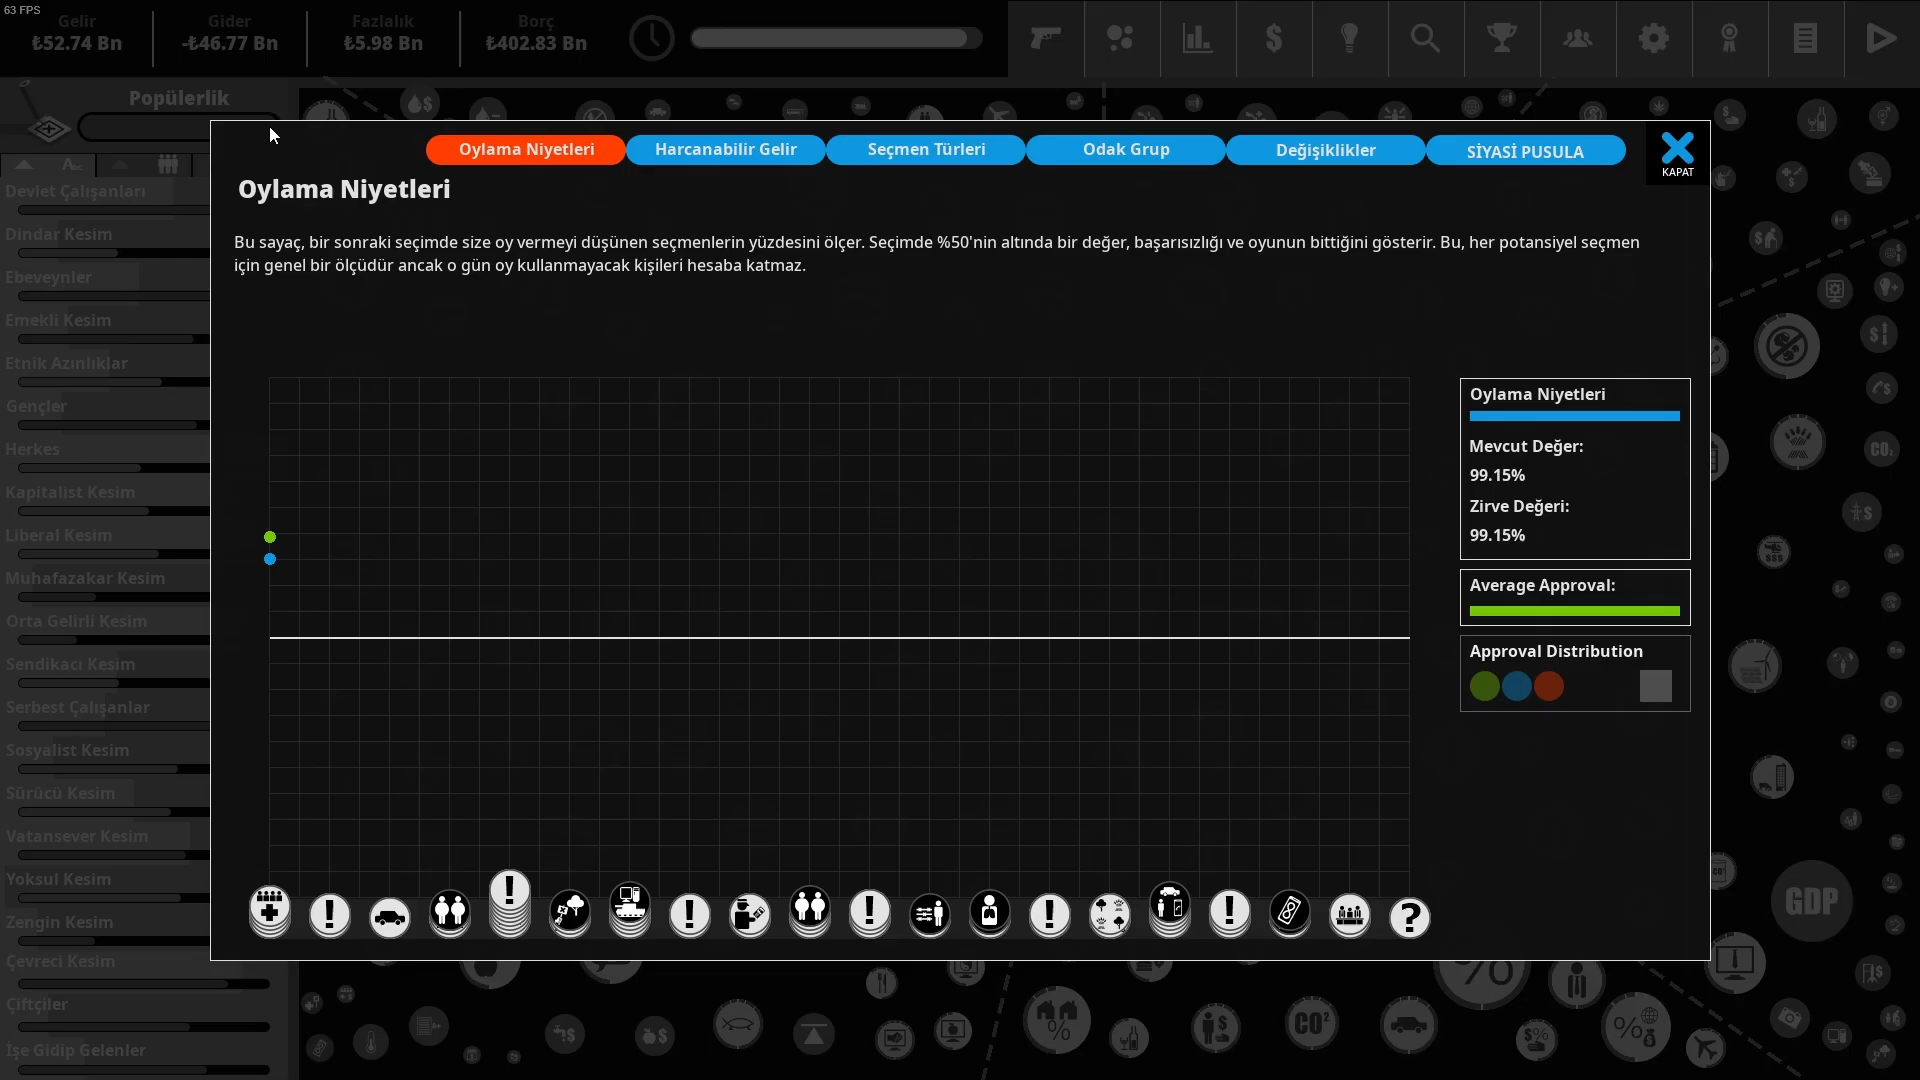 63 FPS
Gelir
₺52.74 Bn
Gider
-₺46.77 Bn
Fazlalık
₺5.98 Bn
Borç
₺402.83 Bn
Popülerlik
Devlet Çalışanları
Dindar Kesim
Ebeveynler
Emekli Kesim
Etnik Azınlıklar
Gençler
Herkes
Kapitalist Kesim
Liberal Kesim
Muhafazakar Kesim
Orta Gelirli Kesim
Sendikacı Kesim
Serbest Çalışanlar
Sosyalist Kesim
Sürücü Kesim
Vatansever Kesim
Yoksul Kesim
Zengin Kesim
Çevreci Kesim
Çiftçiler
İşe Gidip Gelenler
Oylama Niyetleri
Harcanabilir Gelir
Seçmen Türleri
Odak Grup
Değişiklikler
SİYASİ PUSULA
KAPAT
Oylama Niyetleri
Bu sayaç, bir sonraki seçimde size oy vermeyi düşünen seçmenlerin yüzdesini ölçer. Seçimde %50'nin altında bir değer, başarısızlığı ve oyunun bittiğini gösterir. Bu, her potansiyel seçmen
için genel bir ölçüdür ancak o gün oy kullanmayacak kişileri hesaba katmaz.
Oylama Niyetleri
Mevcut Değer:
99.15%
Zirve Değeri:
99.15%
Average Approval:
Approval Distribution
GDP
CO₂
CO²